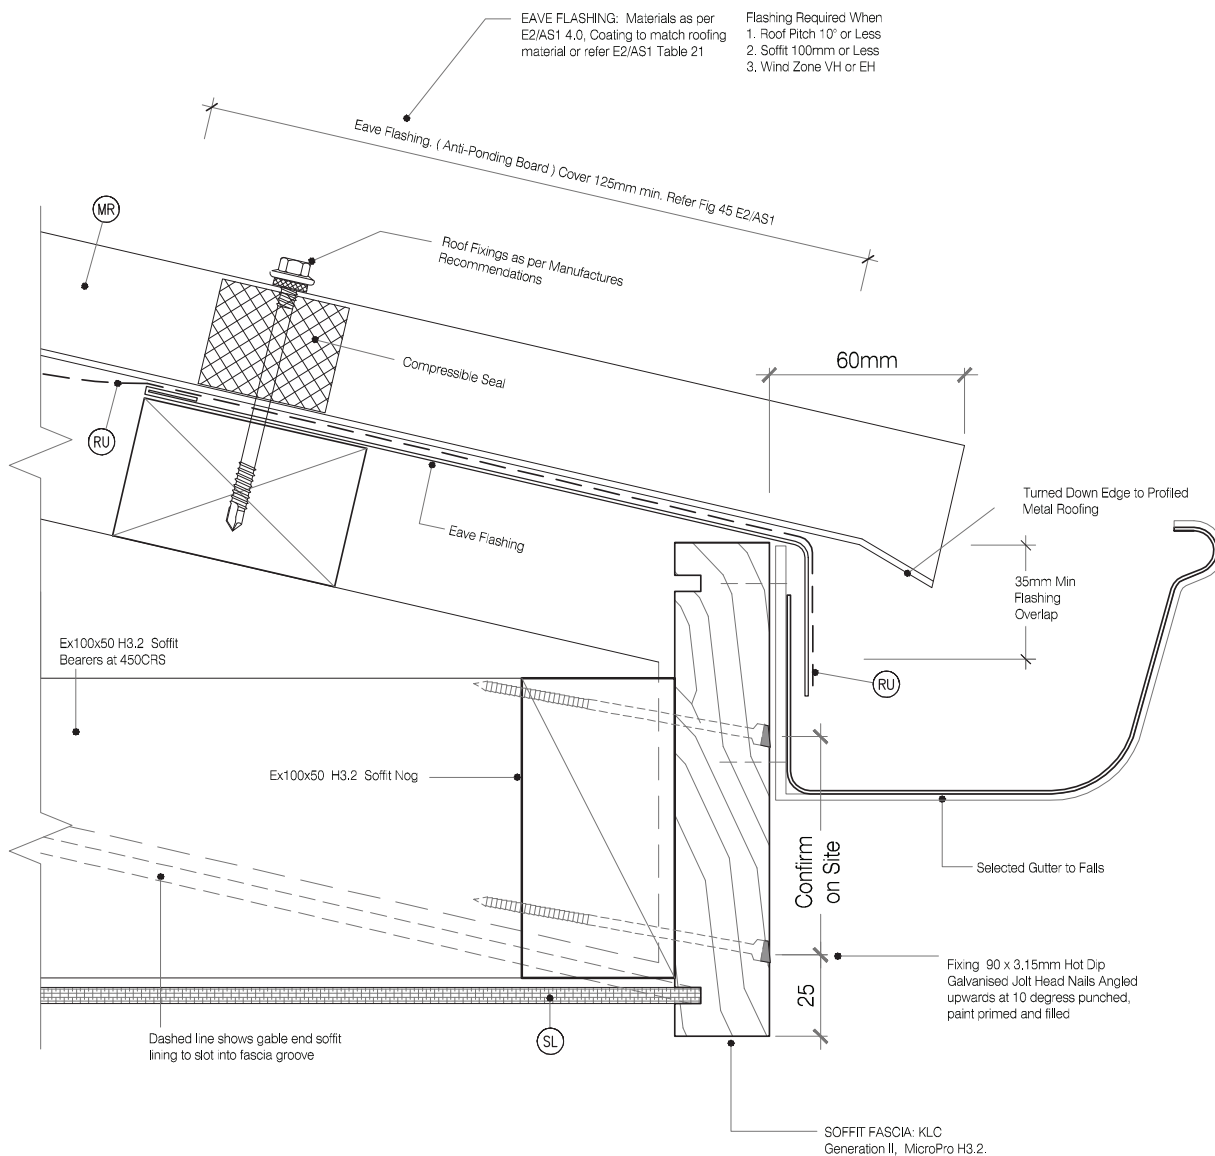 EAVE FLASHING: Materials as per
E2/AS1 4.0, Coating to match roofing
material or refer E2/AS1 Table 21
Flashing Required When
1. Roof Pitch 10° or Less
2. Soffit 100mm or Less
3. Wind Zone VH or EH
Eave Flashing. ( Anti-Ponding Board ) Cover 125mm min. Refer Fig 45 E2/AS1
MR
Roof Fixings as per Manufactures
Recommendations
Compressible Seal
60mm
RU
Eave Flashing
Turned Down Edge to Profiled
Metal Roofing
35mm Min
Flashing
Overlap
Ex100x50 H3.2 Soffit
Bearers at 450CRS
RU
Ex100x50 H3.2 Soffit Nog
Confirm
on Site
Selected Gutter to Falls
25
Fixing 90 x 3.15mm Hot Dip
Galvanised Jolt Head Nails Angled
upwards at 10 degress punched,
paint primed and filled
Dashed line shows gable end soffit
lining to slot into fascia groove
SL
SOFFIT FASCIA: KLC
Generation II, MicroPro H3.2.